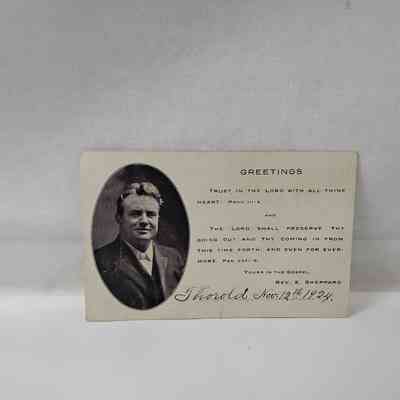 GREETINGS
TRUST IN THE LORD WITH ALL THINE
HEART. PROV. III-5.
AND
THE LORD SHALL PRESERVE THY
GOING OUT AND THY COMING IN FROM
THIS TIME FORTH, AND EVEN FOR EVER-
MORE. PSA.
YOURS IN THE GOSPEL,
REV. E. SHEPPARD
Thorold, Nov. 12th 1924.